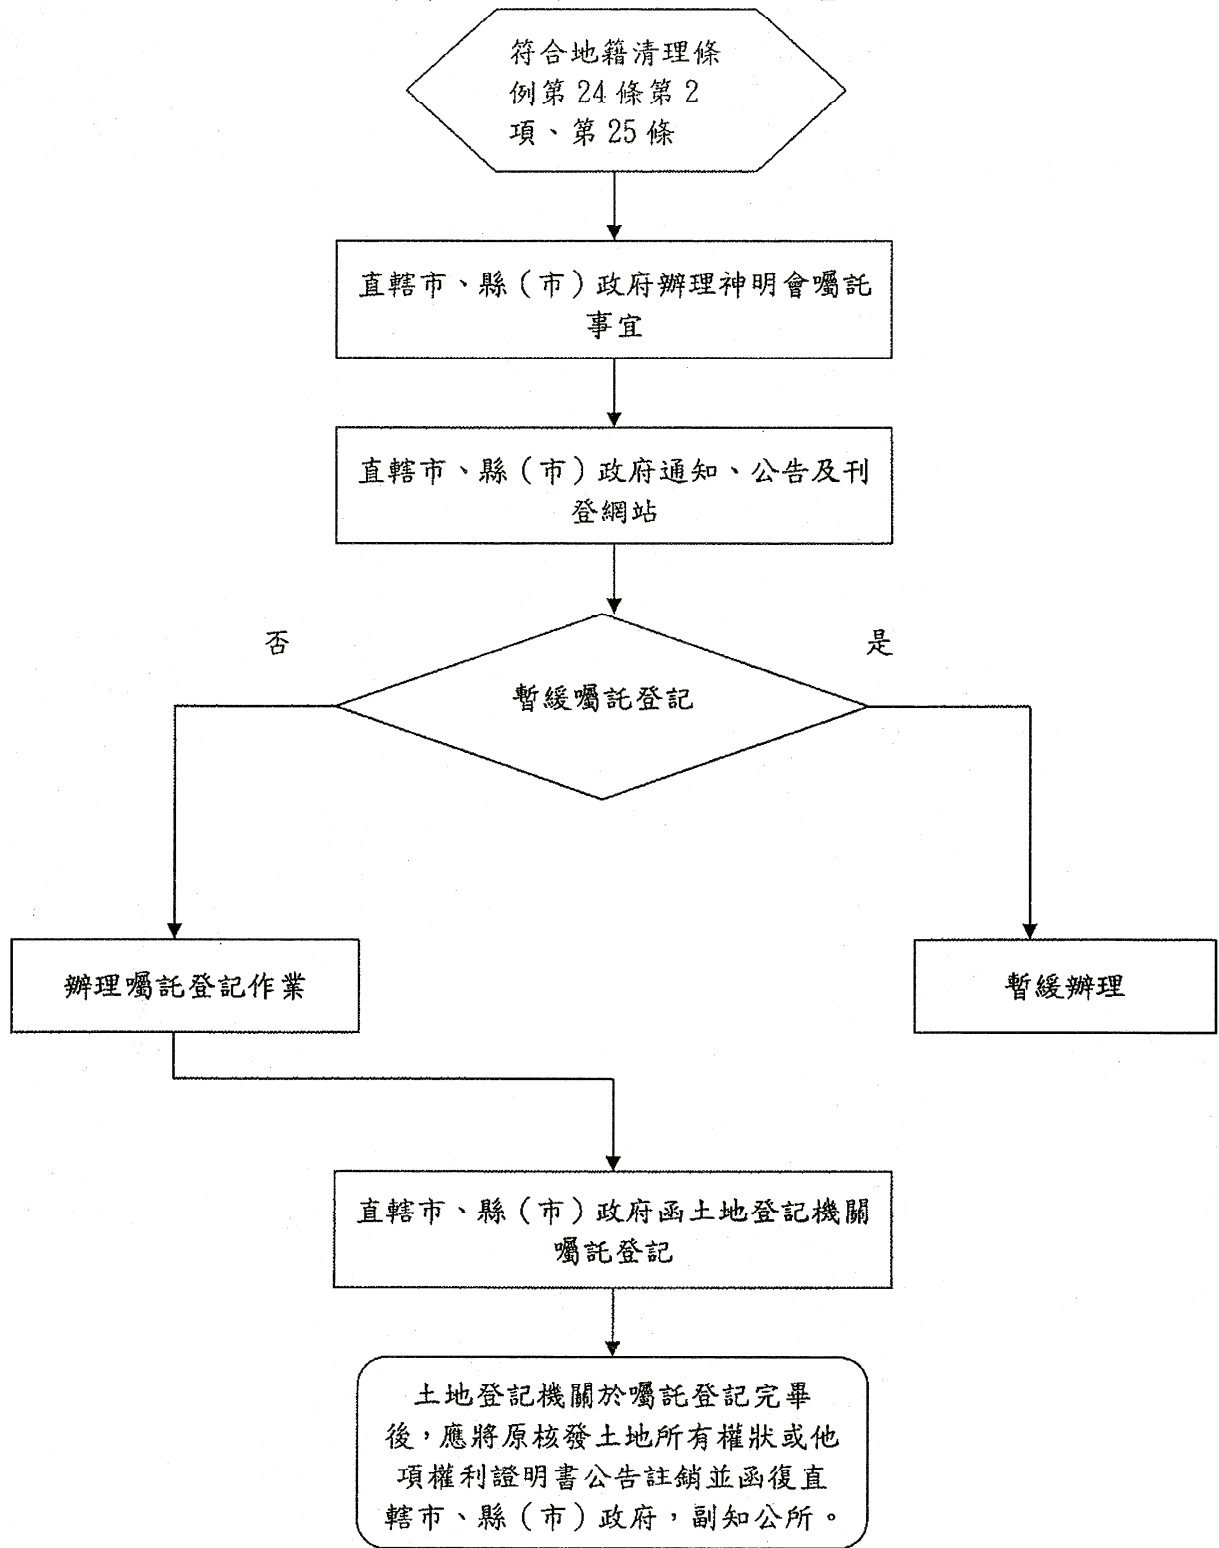 符合地籍清理條
例第 24 條第 2
項、第 25 條
直轄市、縣（市）政府辦理神明會囑託
事宜
直轄市、縣（市）政府通知、公告及刊
登網站
否
是
暫緩囑託登記
辦理囑託登記作業
暫緩辦理
直轄市、縣（市）政府函土地登記機關
囑託登記
土地登記機關於囑託登記完畢
後，應將原核發土地所有權狀或他
項權利證明書公告註銷並函復直
轄市、縣（市）政府，副知公所。